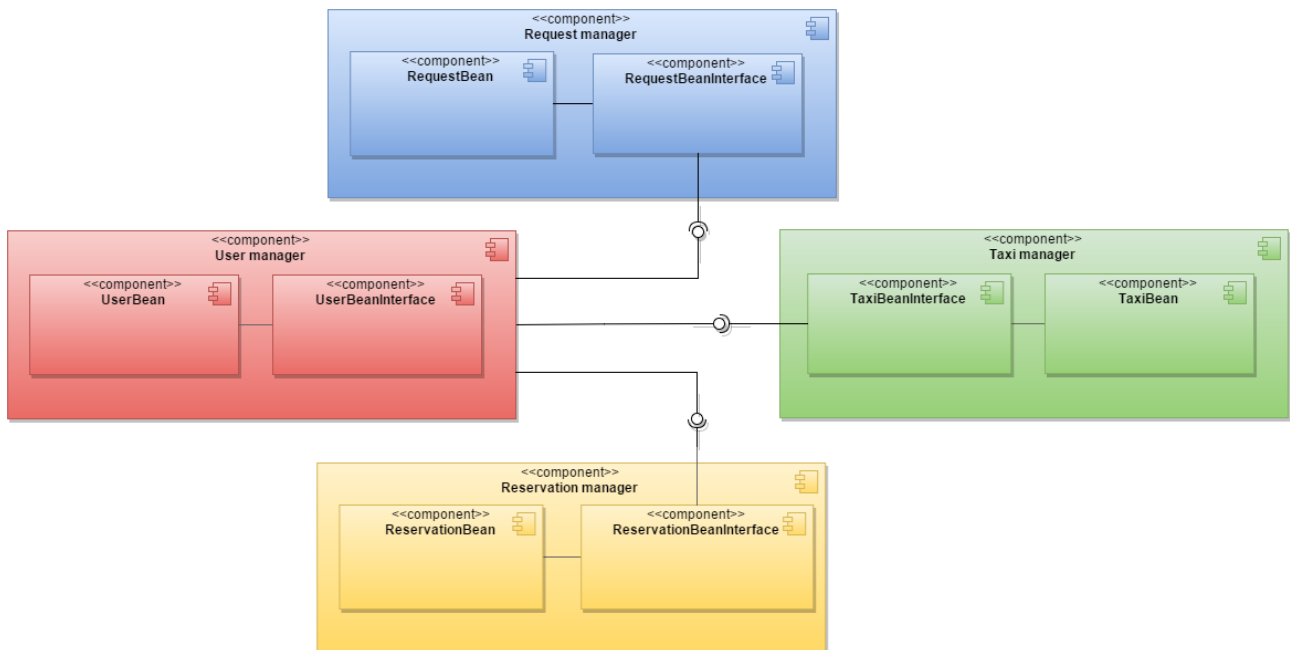 <<component>>
Request manager
<<component>>
RequestBean
<<component>>
RequestBeanInterface
<<component>>
User manager
<<component>>
UserBean
<<component>>
UserBeanInterface
<<component>>
Taxi manager
<<component>>
TaxiBeanInterface
<<component>>
TaxiBean
<<component>>
Reservation manager
<<component>>
ReservationBean
<<component>>
ReservationBeanInterface